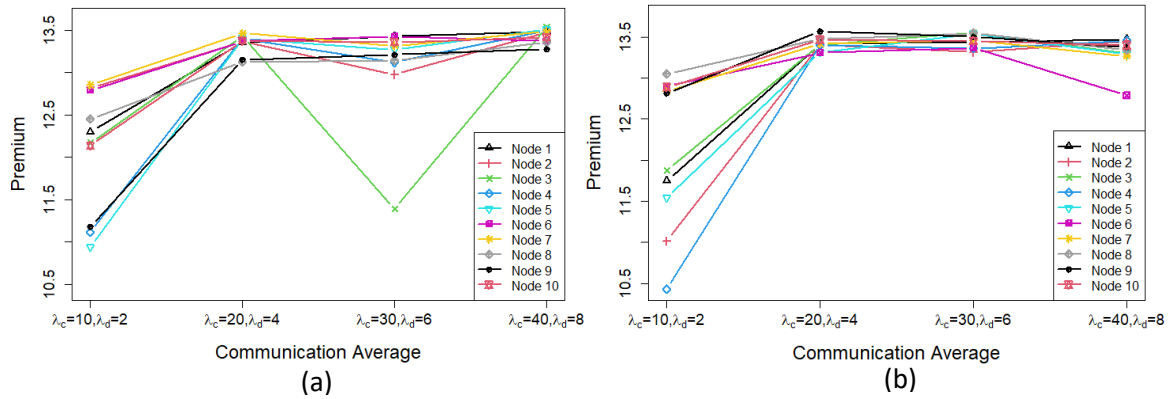 13.5
12.5
11.5
10.5
Premium
Node 1
Node 2
Node 3
Node 4
Node 5
Node 6
Node 7
Node 8
Node 9
Node 10
λc=10,λd=2
λc=20,λd=4
λc=30,λd=6
λc=40,λd=8
Communication Average
(a)
13.5
12.5
11.5
10.5
Premium
Node 1
Node 2
Node 3
Node 4
Node 5
Node 6
Node 7
Node 8
Node 9
Node 10
λc=10,λd=2
λc=20,λd=4
λc=30,λd=6
λc=40,λd=8
Communication Average
(b)